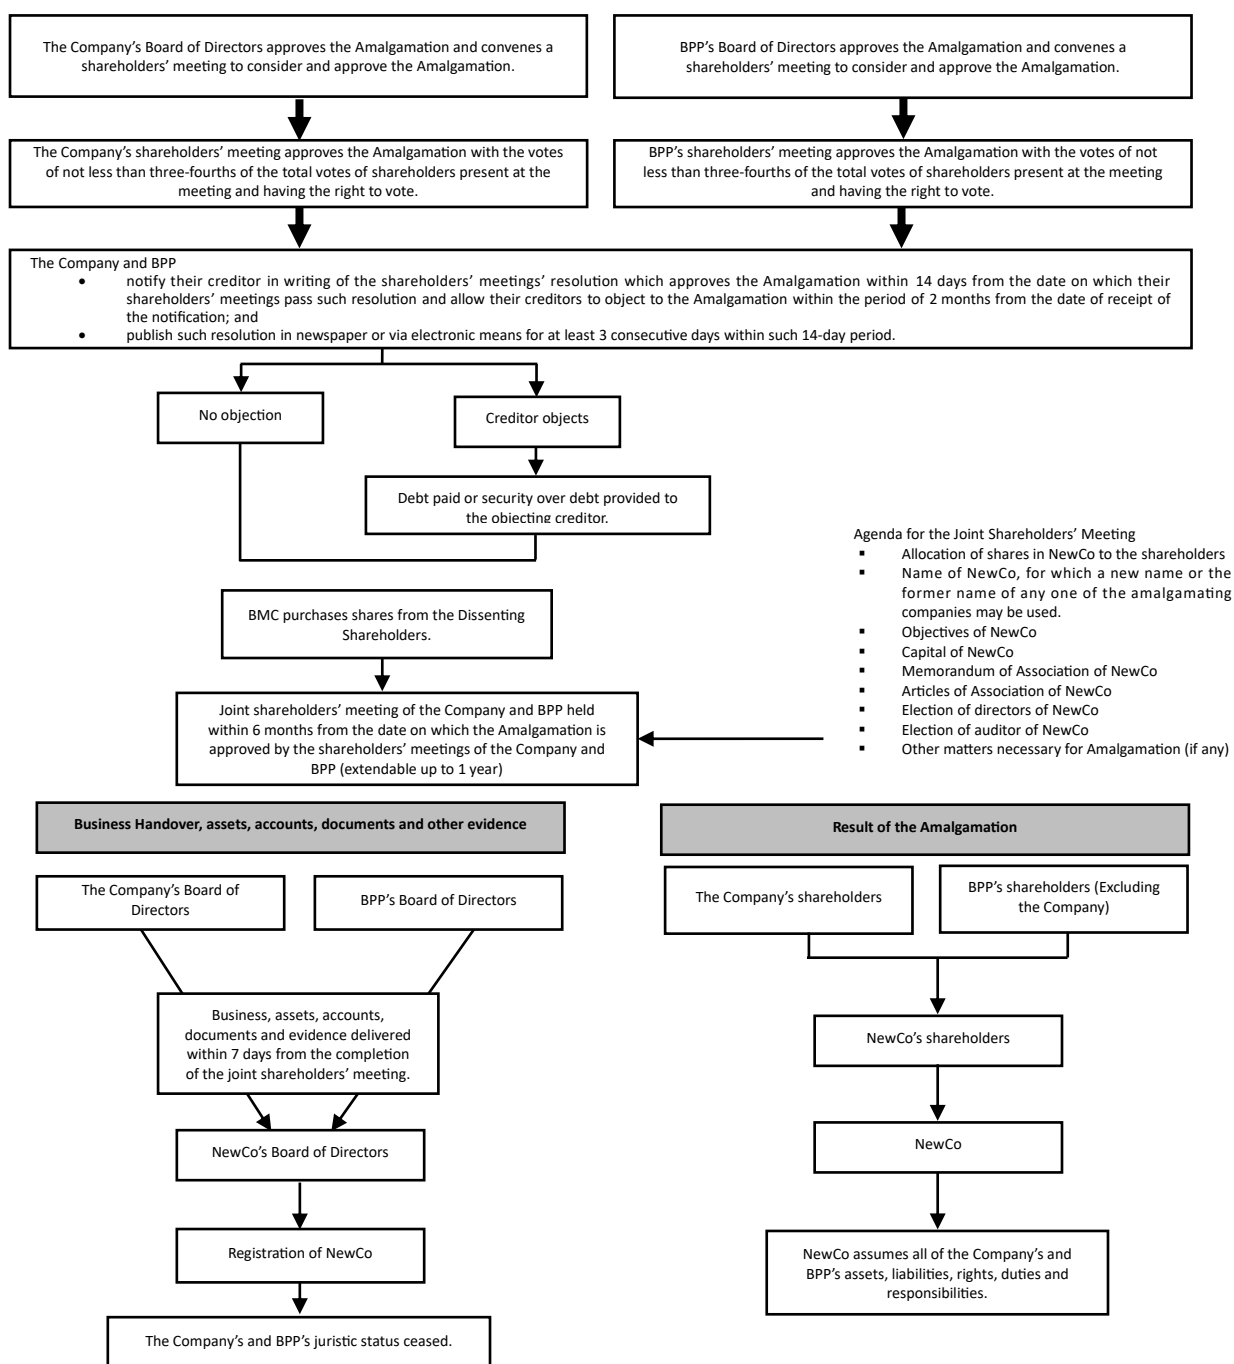 The Company's Board of Directors approves the Amalgamation and convenes a
shareholders' meeting to consider and approve the Amalgamation.
BPP's Board of Directors approves the Amalgamation and convenes a
shareholders' meeting to consider and approve the Amalgamation.
The Company's shareholders' meeting approves the Amalgamation with the votes
of not less than three-fourths of the total votes of shareholders present at the
meeting and having the right to vote.
BPP's shareholders' meeting approves the Amalgamation with the votes of not
less than three-fourths of the total votes of shareholders present at the meeting
and having the right to vote.
The Company and BPP
• notify their creditor in writing of the shareholders' meetings' resolution which approves the Amalgamation within 14 days from the date on which their
shareholders' meetings pass such resolution and allow their creditors to object to the Amalgamation within the period of 2 months from the date of receipt of
the notification; and
• publish such resolution in newspaper or via electronic means for at least 3 consecutive days within such 14-day period.
No objection
Creditor objects
Debt paid or security over debt provided to
the objecting creditor.
BMC purchases shares from the Dissenting
Shareholders.
Agenda for the Joint Shareholders' Meeting
▪ Allocation of shares in NewCo to the shareholders
▪ Name of NewCo, for which a new name or the
former name of any one of the amalgamating
companies may be used.
▪ Objectives of NewCo
▪ Capital of NewCo
▪ Memorandum of Association of NewCo
▪ Articles of Association of NewCo
▪ Election of directors of NewCo
▪ Election of auditor of NewCo
▪ Other matters necessary for Amalgamation (if any)
Joint shareholders' meeting of the Company and BPP held
within 6 months from the date on which the Amalgamation is
approved by the shareholders' meetings of the Company and
BPP (extendable up to 1 year)
Business Handover, assets, accounts, documents and other evidence
The Company's Board of
Directors
BPP's Board of Directors
Business, assets, accounts,
documents and evidence delivered
within 7 days from the completion
of the joint shareholders' meeting.
NewCo's Board of Directors
Registration of NewCo
The Company's and BPP's juristic status ceased.
Result of the Amalgamation
The Company's shareholders
BPP's shareholders (Excluding
the Company)
NewCo's shareholders
NewCo
NewCo assumes all of the Company's and
BPP's assets, liabilities, rights, duties and
responsibilities.